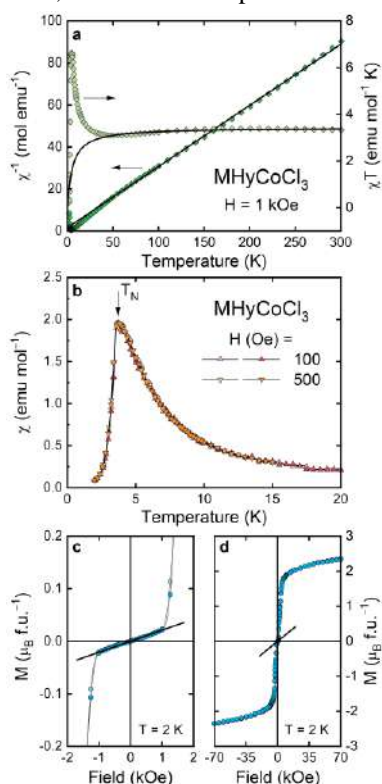 a
χ⁻¹ (mol emu⁻¹)
100
80
60
40
20
0
MHyCoCl₃
H = 1 kOe
8
6
4
2
0
χT (emu mol⁻¹ K)
0 50 100 150 200 250 300
Temperature (K)
b
T_N
χ (emu mol⁻¹)
2.5
2.0
1.5
1.0
0.5
0.0
MHyCoCl₃
H (Oe) =
100
500
0 5 10 15 20
Temperature (K)
c
M (μ_B f.u.⁻¹)
0.2
0.1
0.0
-0.1
-0.2
T = 2 K
-2 -1 0 1 2
Field (kOe)
d
3
2
1
0
-1
-2
-3
M (μ_B f.u.⁻¹)
T = 2 K
-70 -35 0 35 70
Field (kOe)